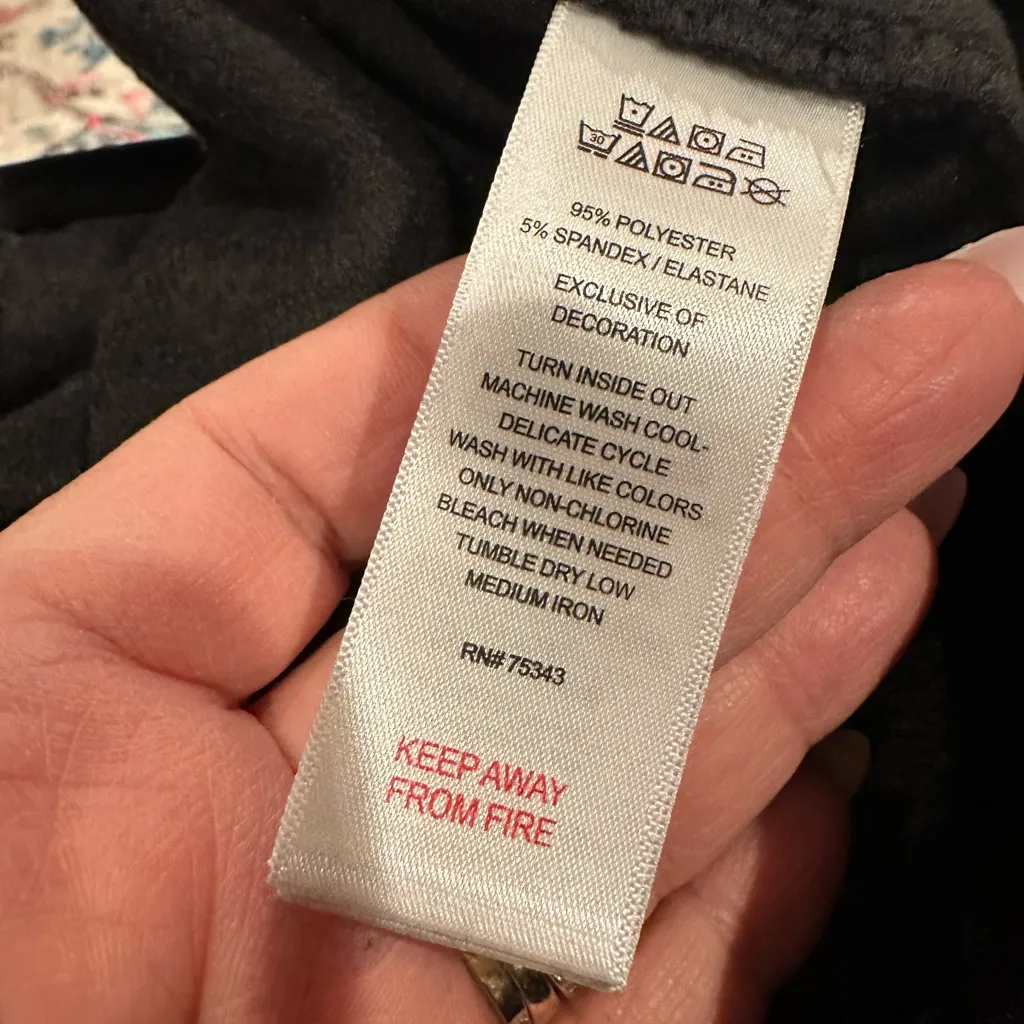 30
95% POLYESTER
5% SPANDEX / ELASTANE
EXCLUSIVE OF
DECORATION
TURN INSIDE OUT
MACHINE WASH COOL-
DELICATE CYCLE
WASH WITH LIKE COLORS
ONLY NON-CHLORINE
BLEACH WHEN NEEDED
TUMBLE DRY LOW
MEDIUM IRON
RN# 75343
KEEP AWAY
FROM FIRE